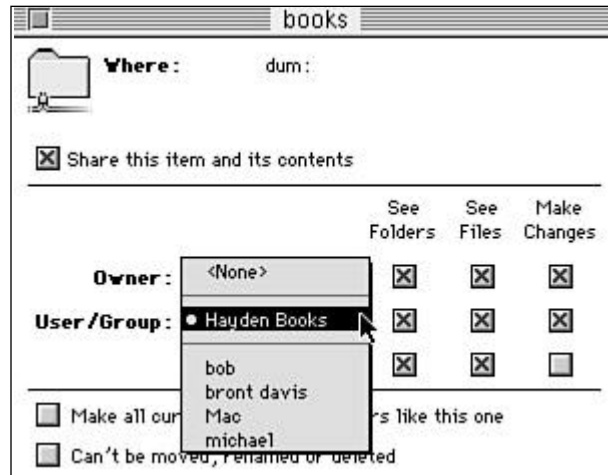 books
Where: dum:
Share this item and its contents
See See Make
Folders Files Changes
Owner: <None>
User/Group: Hayden Books
bob
bront davis
Make all cur rs like this one
Mac
michael
Can't be moved, renamed or deleted